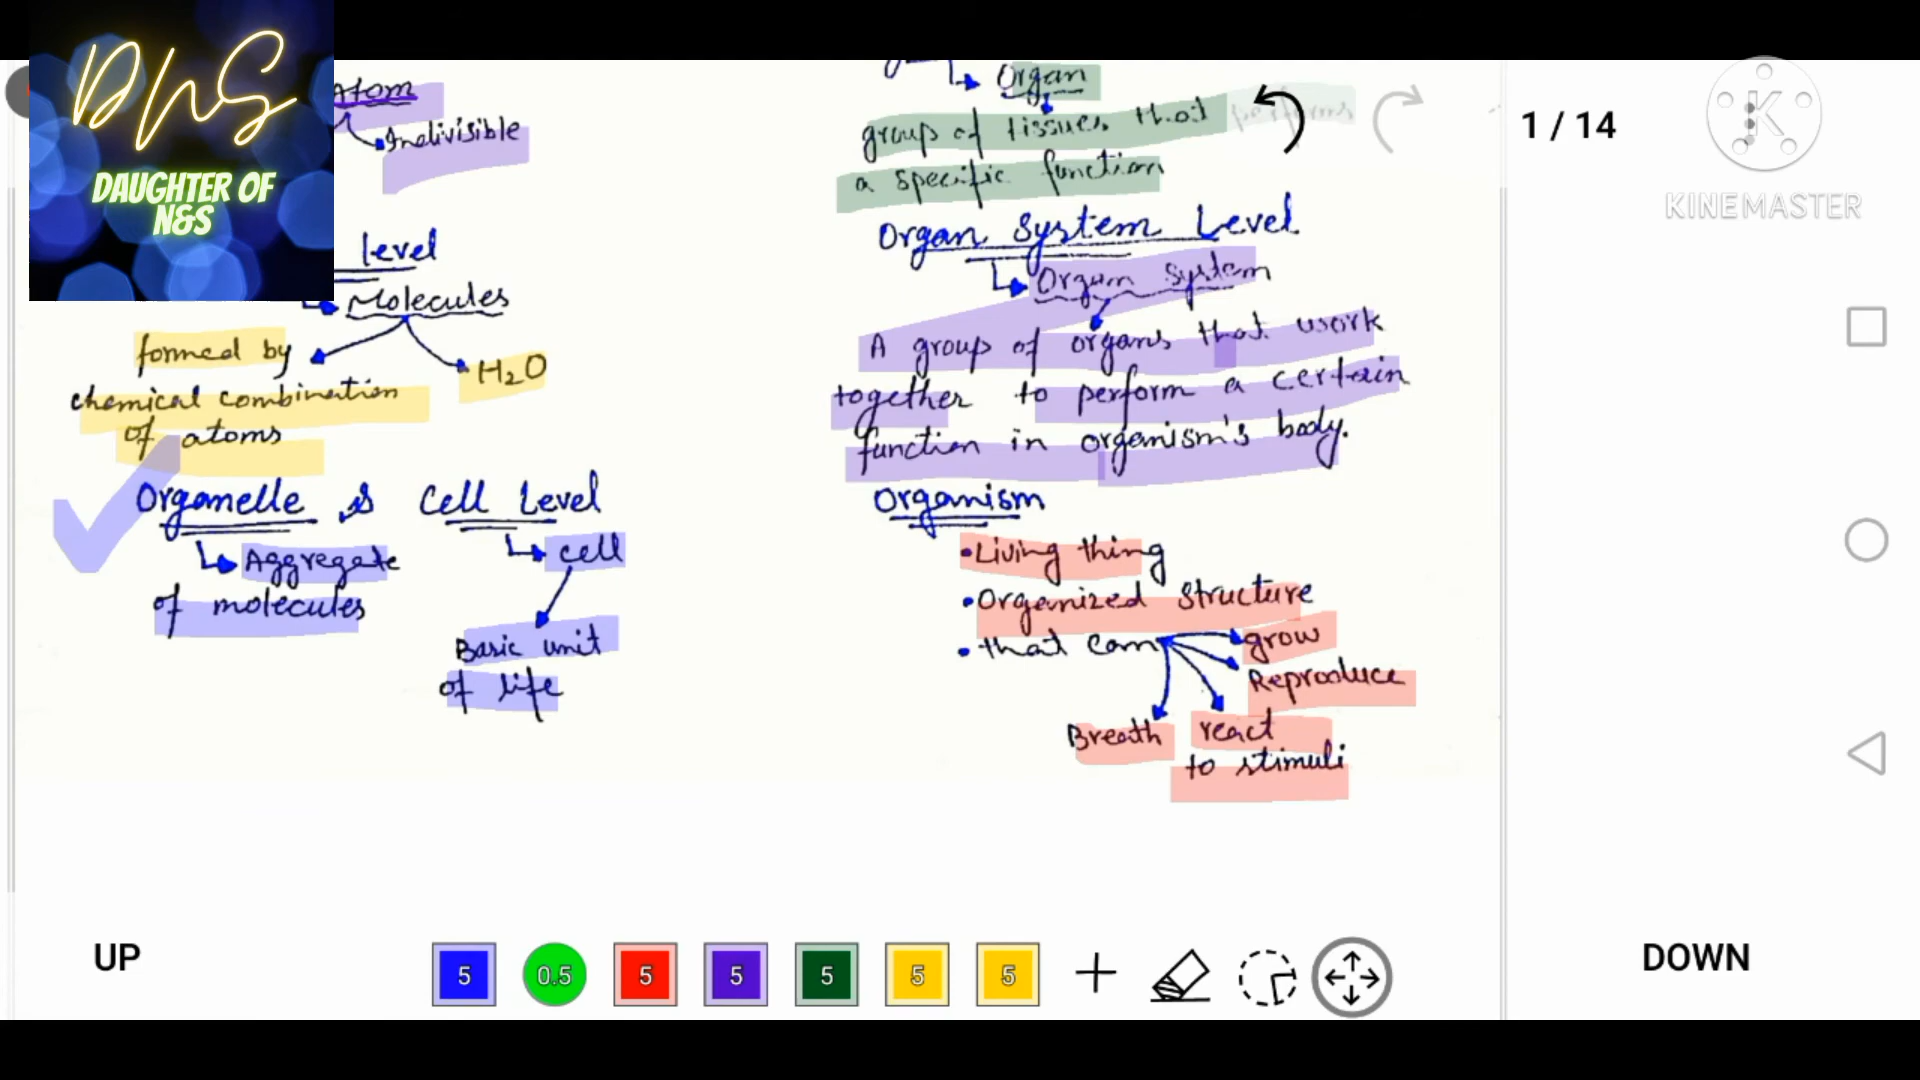 DNS
DAUGHTER OF
N&S
Atom
Indivisible
level
Molecules
formed by
H2O
chemical combination
of atoms
Organelle & Cell Level
Aggregate
of molecules
cell
Basic unit
of life
Organ
group of tissues that performs
a specific function
Organ System Level
Organ system
A group of organs that work
together to perform a certain
function in organism's body.
Organism
• Living thing
• Organized structure
• that can grow
Reproduce
Breath react
to stimuli
1 / 14
KINEMASTER
UP
5 0.5 5 5 5 5 5
DOWN